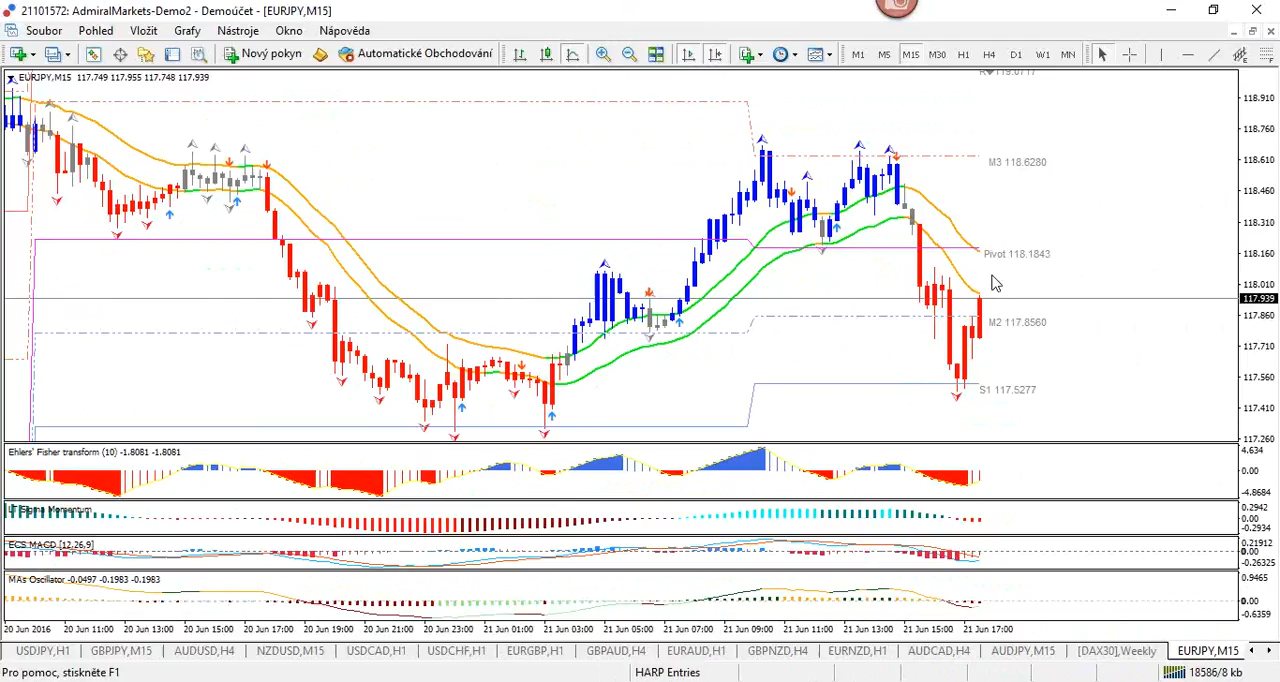 21101572: AdmiralMarkets-Demo2 - Demoúčet - [EURJPY,M15]
Soubor Pohled Vložit Grafy Nástroje Okno Nápověda
Nový pokyn Automatické Obchodování M1 M5 M15 M30 H1 H4 D1 W1 MN
EURJPY,M15 117.749 117.955 117.748 117.939
118.910
118.760
118.610
118.460
118.310
118.160
118.010
117.939
117.860
117.710
117.560
117.410
117.260
M3 118.6280
Pivot 118.1843
M2 117.8560
S1 117.5277
Ehlers' Fisher transform (10) -1.8081 -1.8081
4.634
0.00
-4.8684
LT Sigma Momentum
0.2942
0.00
-0.2934
ECS MACD [12,26,9]
0.21912
0.00
-0.26325
MAs Oscillator -0.0497 -0.1983 -0.1983
0.9465
0.00
-0.6359
20 Jun 2016 20 Jun 11:00 20 Jun 13:00 20 Jun 15:00 20 Jun 17:00 20 Jun 19:00 20 Jun 21:00 20 Jun 23:00 21 Jun 01:00 21 Jun 03:00 21 Jun 05:00 21 Jun 07:00 21 Jun 09:00 21 Jun 11:00 21 Jun 13:00 21 Jun 15:00 21 Jun 17:00
USDJPY,H1 GBPJPY,M15 AUDUSD,H4 NZDUSD,M15 USDCAD,H1 USDCHF,H1 EURGBP,H1 GBPAUD,H4 EURAUD,H1 GBPNZD,H4 EURNZD,H1 AUDCAD,H4 AUDJPY,M15 [DAX30],Weekly EURJPY,M15
Pro pomoc, stiskněte F1 HARP Entries 18586/8 kb